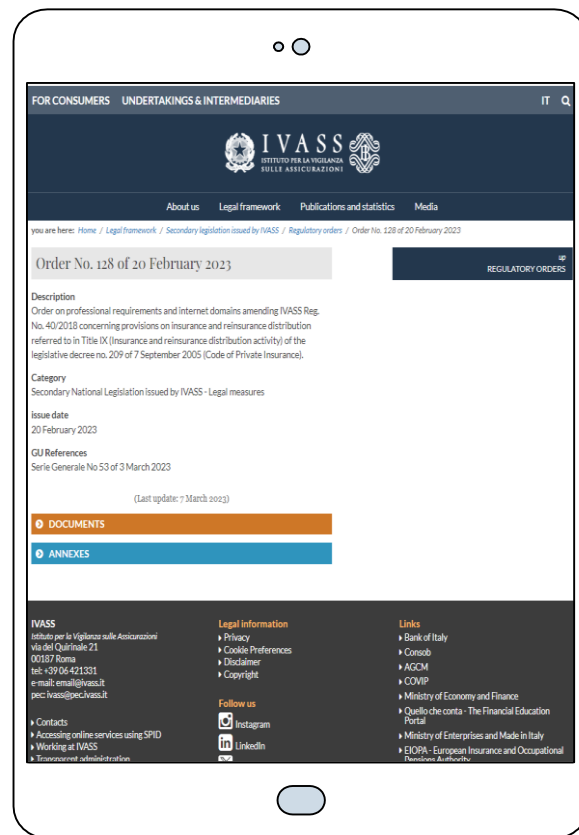 FOR CONSUMERS UNDERTAKINGS & INTERMEDIARIES IT
IVASS
ISTITUTO PER LA VIGILANZA
SULLE ASSICURAZIONI
About us Legal framework Publications and statistics Media
you are here: Home / Legal framework / Secondary legislation issued by IVASS / Regulatory orders / Order No. 128 of 20 February 2023
Order No. 128 of 20 February 2023
up
REGULATORY ORDERS
Description
Order on professional requirements and internet domains amending IVASS Reg.
No. 40/2018 concerning provisions on insurance and reinsurance distribution
referred to in Title IX (Insurance and reinsurance distribution activity) of the
legislative decree no. 209 of 7 September 2005 (Code of Private Insurance).
Category
Secondary National Legislation issued by IVASS - Legal measures
issue date
20 February 2023
GU References
Serie Generale No 53 of 3 March 2023
(Last update: 7 March 2023)
DOCUMENTS
ANNEXES
IVASS
Istituto per la Vigilanza sulle Assicurazioni
via del Quirinale 21
00187 Roma
tel: +39 06 421331
e-mail: email@ivass.it
pec: ivass@pec.ivass.it
Contacts
Accessing online services using SPID
Working at IVASS
Transparent administration
Legal information
Privacy
Cookie Preferences
Disclaimer
Copyright
Follow us
Instagram
LinkedIn
Links
Bank of Italy
Consob
AGCM
COVIP
Ministry of Economy and Finance
Quello che conta - The Financial Education
Portal
Ministry of Enterprises and Made in Italy
EIOPA - European Insurance and Occupational
Pensions Authority